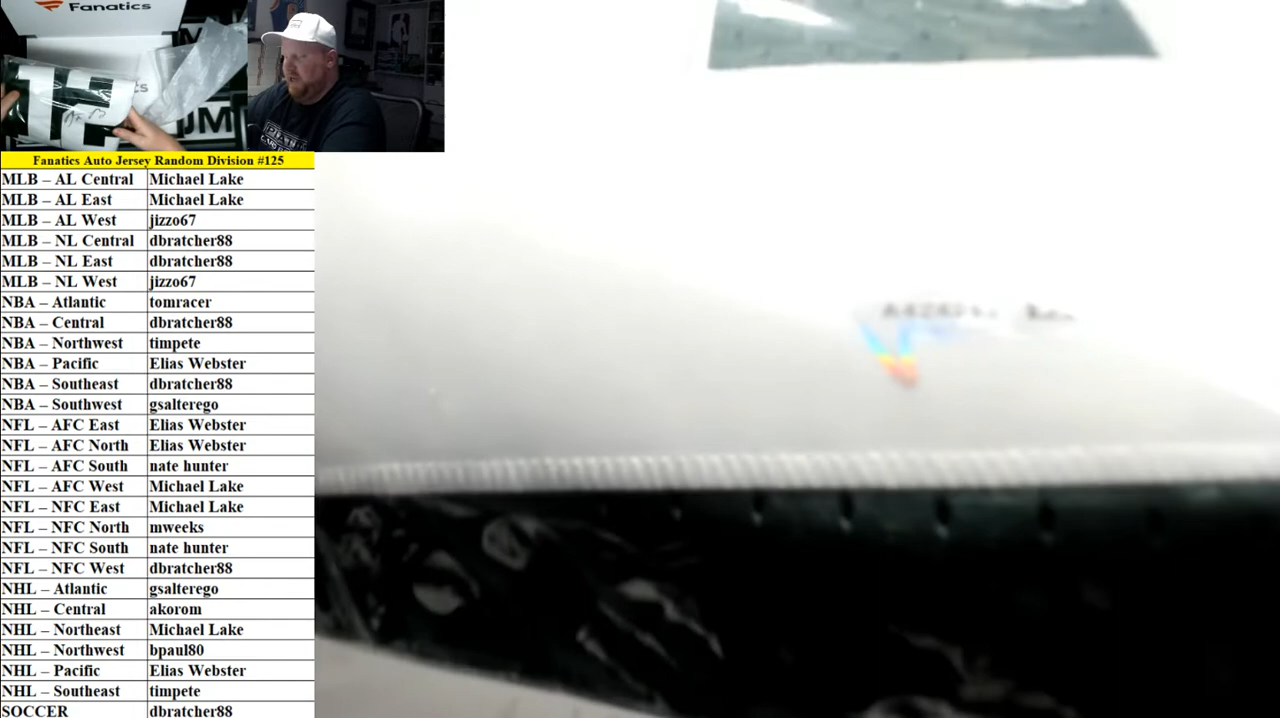 Fanatics
12
JM
Fanatics Auto Jersey Random Division #125
MLB – AL Central Michael Lake
MLB – AL East Michael Lake
MLB – AL West jizzo67
MLB – NL Central dbratcher88
MLB – NL East dbratcher88
MLB – NL West jizzo67
NBA – Atlantic tomracer
NBA – Central dbratcher88
NBA – Northwest timpete
NBA – Pacific Elias Webster
NBA – Southeast dbratcher88
NBA – Southwest gsalterego
NFL – AFC East Elias Webster
NFL – AFC North Elias Webster
NFL – AFC South nate hunter
NFL – AFC West Michael Lake
NFL – NFC East Michael Lake
NFL – NFC North mweeks
NFL – NFC South nate hunter
NFL – NFC West dbratcher88
NHL – Atlantic gsalterego
NHL – Central akorom
NHL – Northeast Michael Lake
NHL – Northwest bpaul80
NHL – Pacific Elias Webster
NHL – Southeast timpete
SOCCER dbratcher88